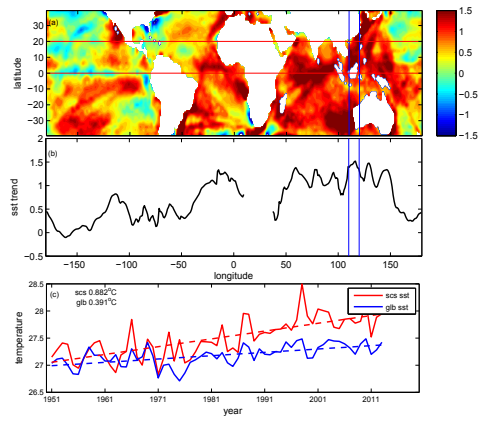 (a)
latitude
30
20
10
0
−10
−20
−30
1.5
1
0.5
0
−0.5
−1
−1.5
(b)
sst trend
2
1.5
1
0.5
0
−0.5
−150 −100 −50 0 50 100 150
longitude
(c)
scs 0.882°C
glb 0.391°C
scs sst
glb sst
temperature
28.5
28
27.5
27
26.5
1951 1961 1971 1981 1991 2001 2011
year